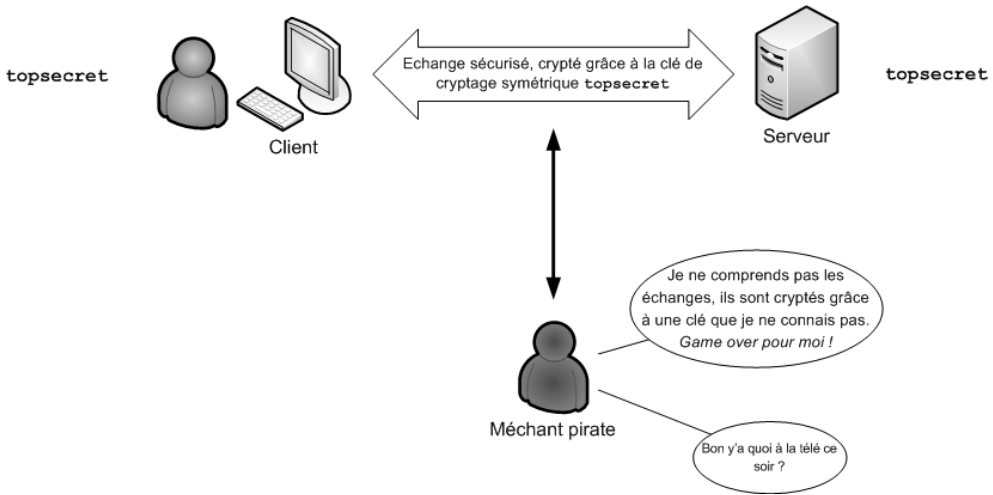 topsecret
Echange sécurisé, crypté grâce à la clé de
cryptage symétrique topsecret
topsecret
Client
Serveur
Je ne comprends pas les
échanges, ils sont cryptés grâce
à une clé que je ne connais pas.
Game over pour moi !
Méchant pirate
Bon y'a quoi à la télé ce
soir ?